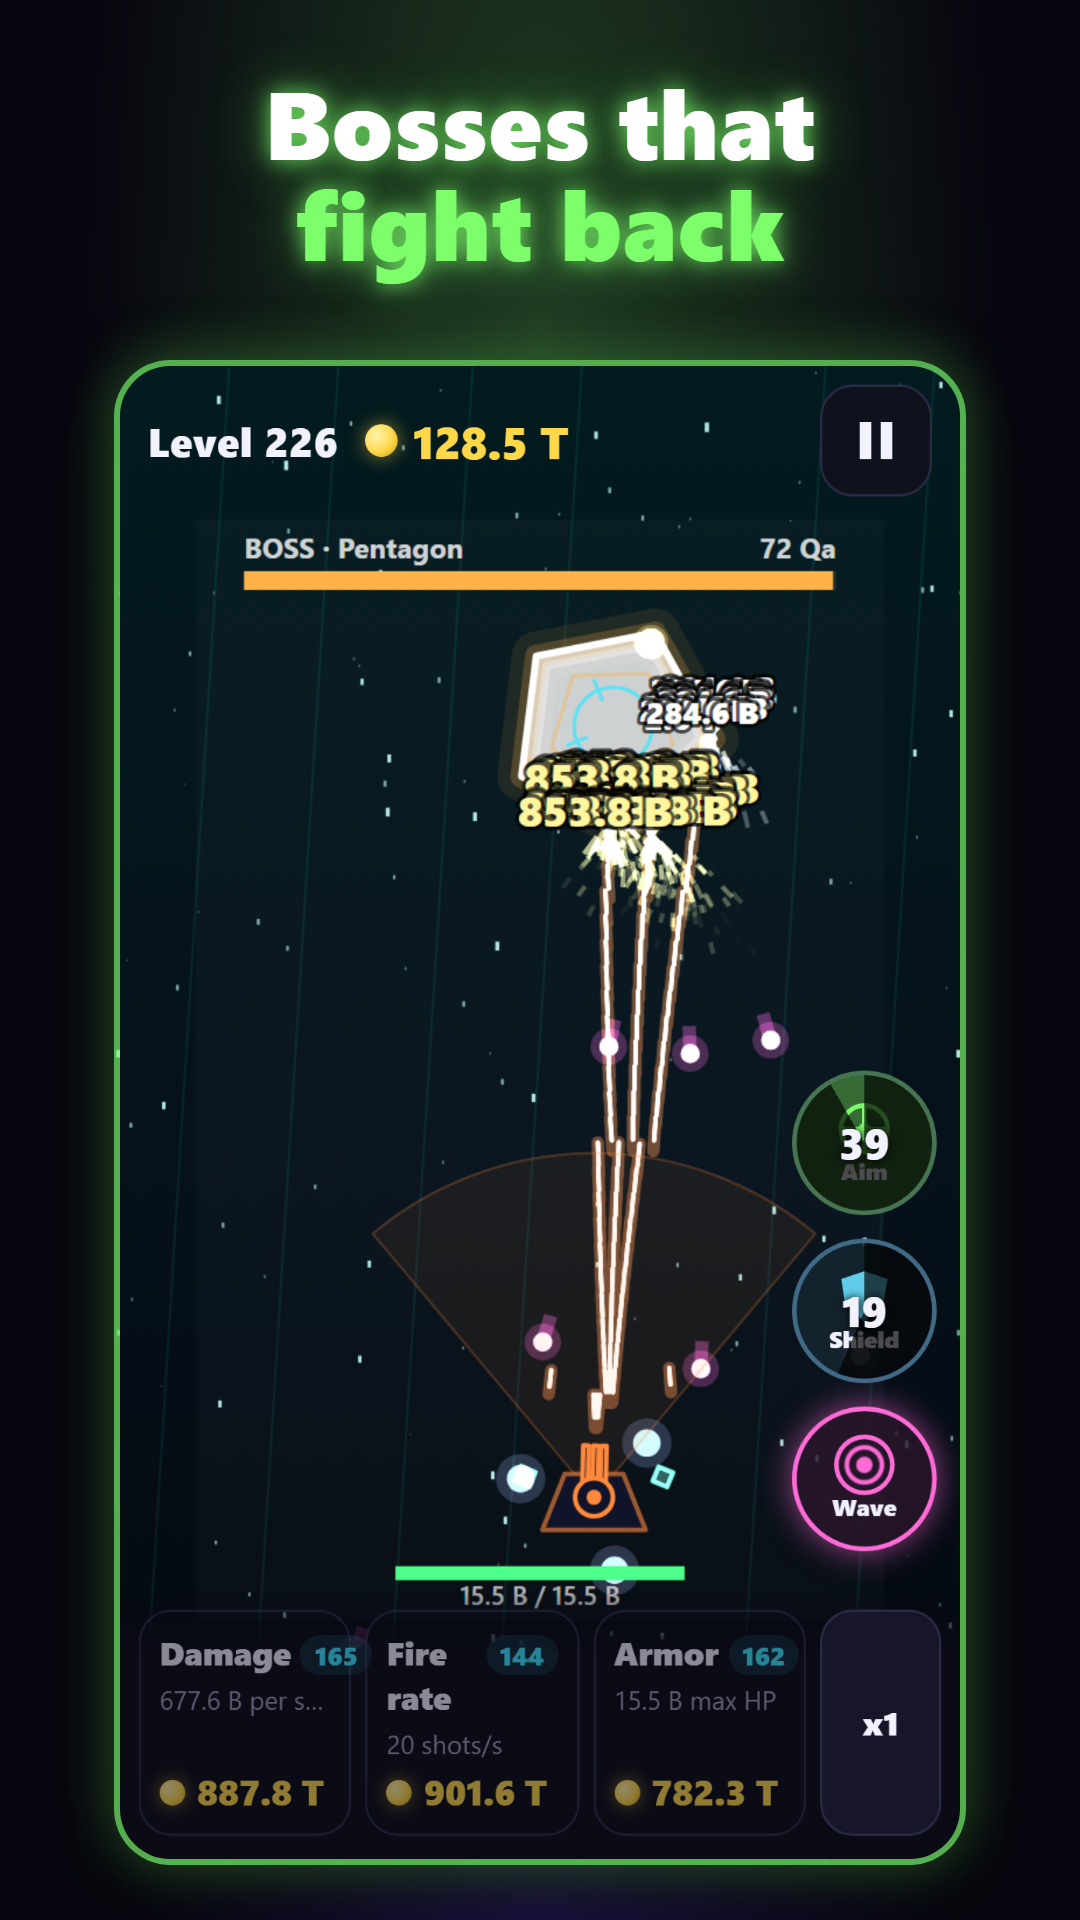 Bosses that
fight back
Level 226 128.5 T
BOSS · Pentagon 72 Qa
284.6 B
853.8 B
853.8 B
39
Aim
19
Shield
Wave
15.5 B / 15.5 B
Damage 165
677.6 B per s...
887.8 T
Fire rate 144
20 shots/s
901.6 T
Armor 162
15.5 B max HP
782.3 T
x1